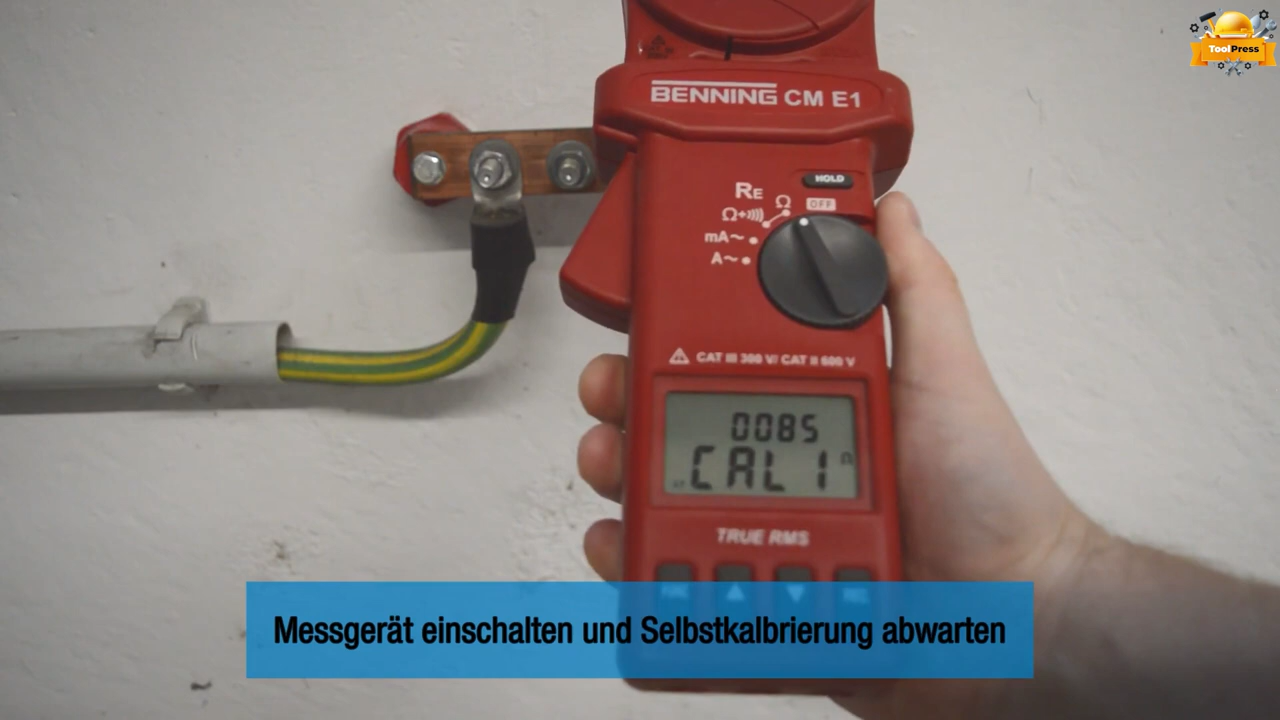 ToolPress
BENNING CM E1
HOLD
RE
Ω
OFF
Ω+)))
mA~
A~
CAT III 300 V/ CAT II 600 V
0085
CAL 1 Ω
TRUE RMS
Messgerät einschalten und Selbstkalbrierung abwarten